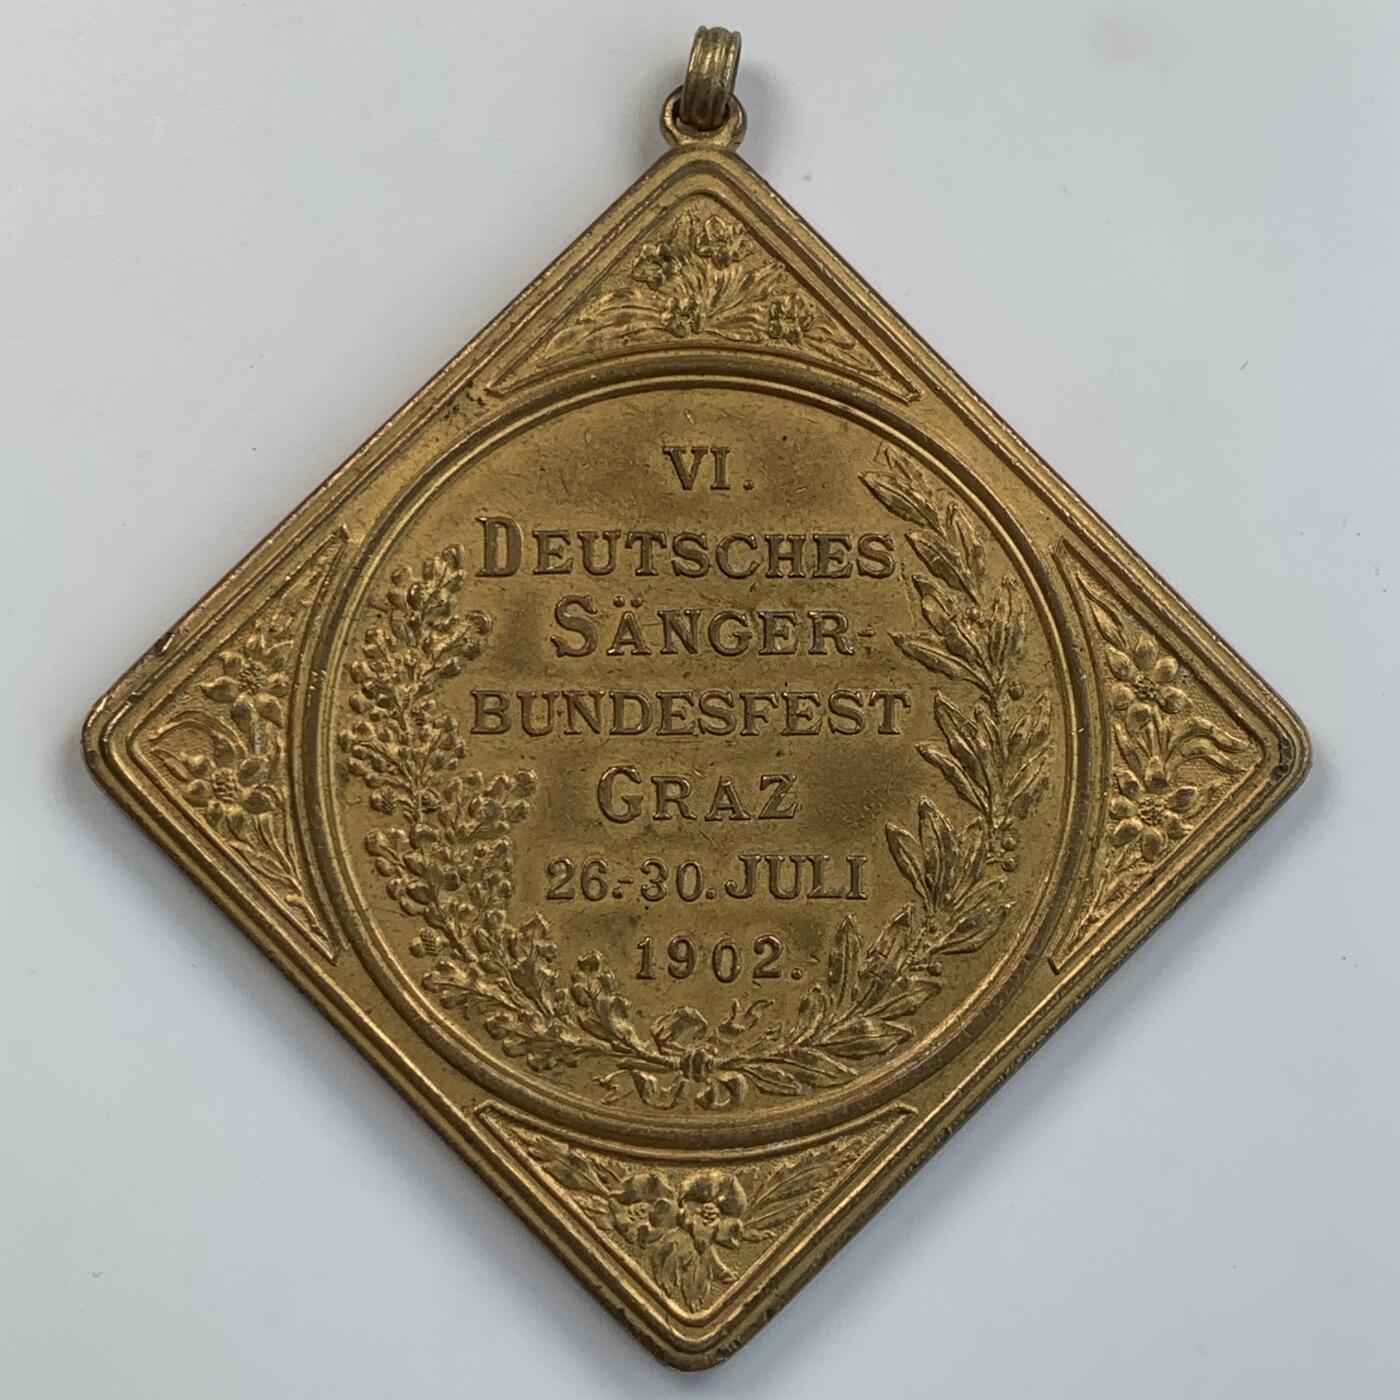 VI.
DEUTSCHES
SÄNGER-
BUNDESFEST
GRAZ
26.-30. JULI
1902.